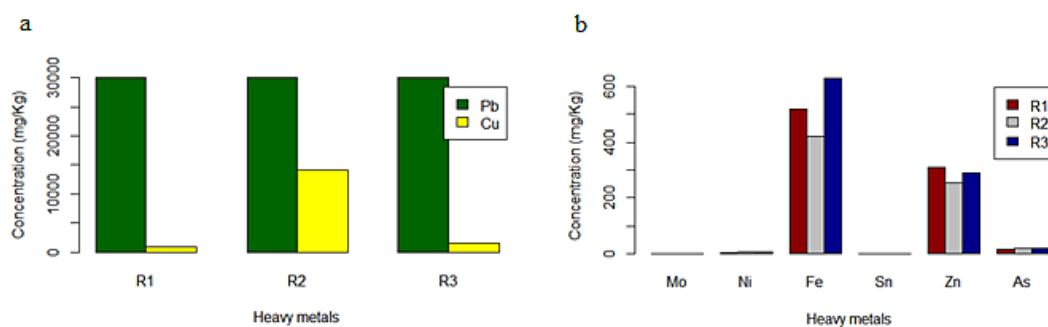 a
Concentration (mg/Kg)
30000
20000
10000
0
Pb
Cu
R1
R2
R3
Heavy metals
b
Concentration (mg/Kg)
600
400
200
0
R1
R2
R3
Mo
Ni
Fe
Sn
Zn
As
Heavy metals